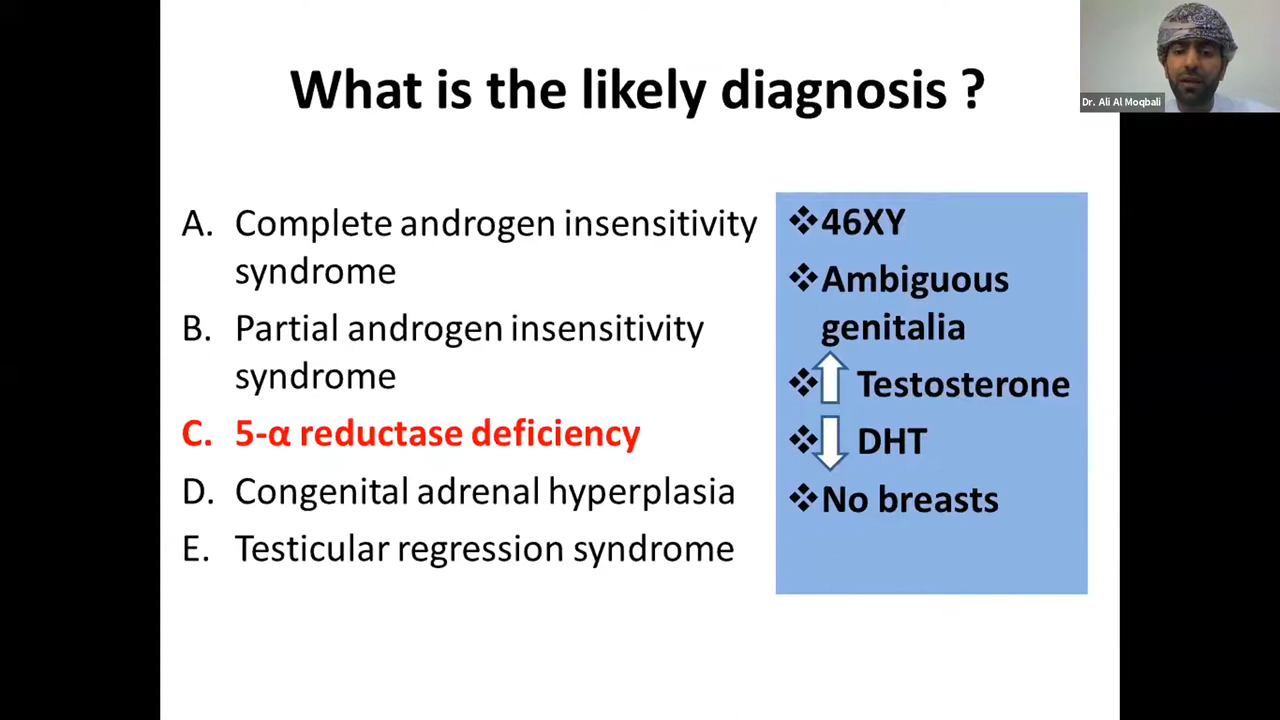 What is the likely diagnosis ?
Dr. Ali Al Moqbali
A. Complete androgen insensitivity
syndrome
B. Partial androgen insensitivity
syndrome
C. 5-α reductase deficiency
D. Congenital adrenal hyperplasia
E. Testicular regression syndrome
❖46XY
❖Ambiguous
genitalia
❖ Testosterone
❖ DHT
❖No breasts